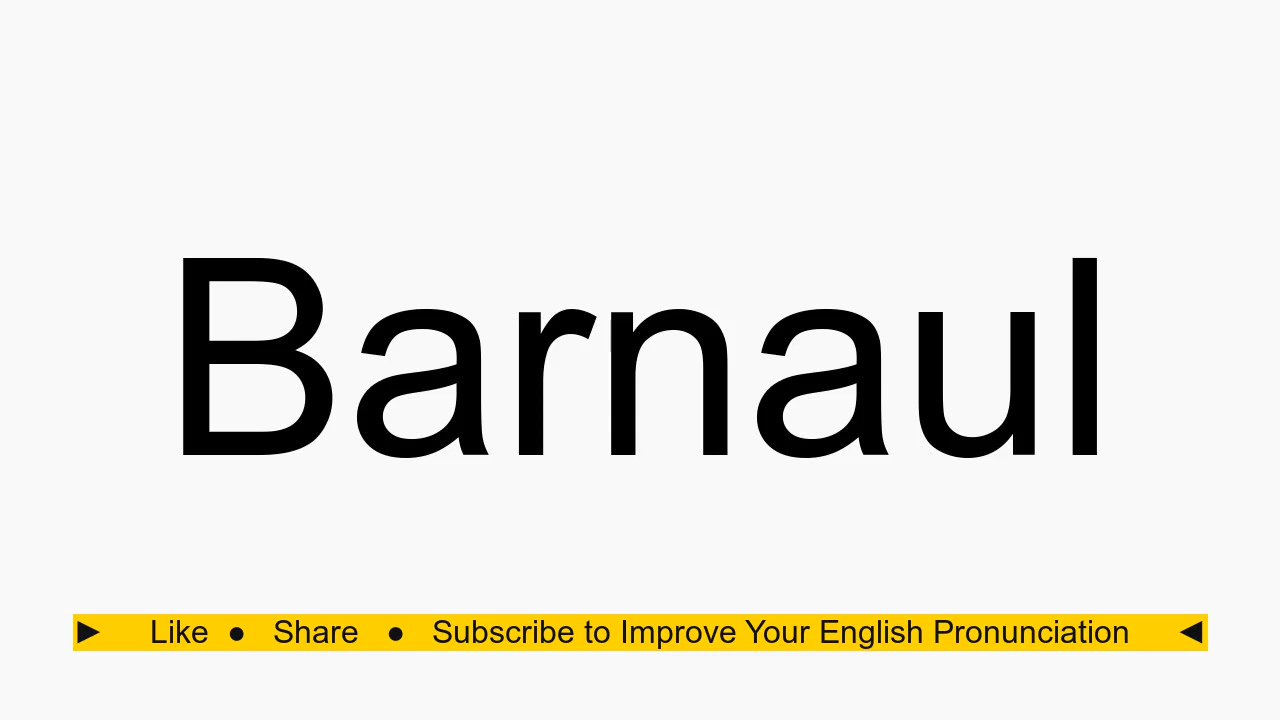 Barnaul
► Like ● Share ● Subscribe to Improve Your English Pronunciation ◄